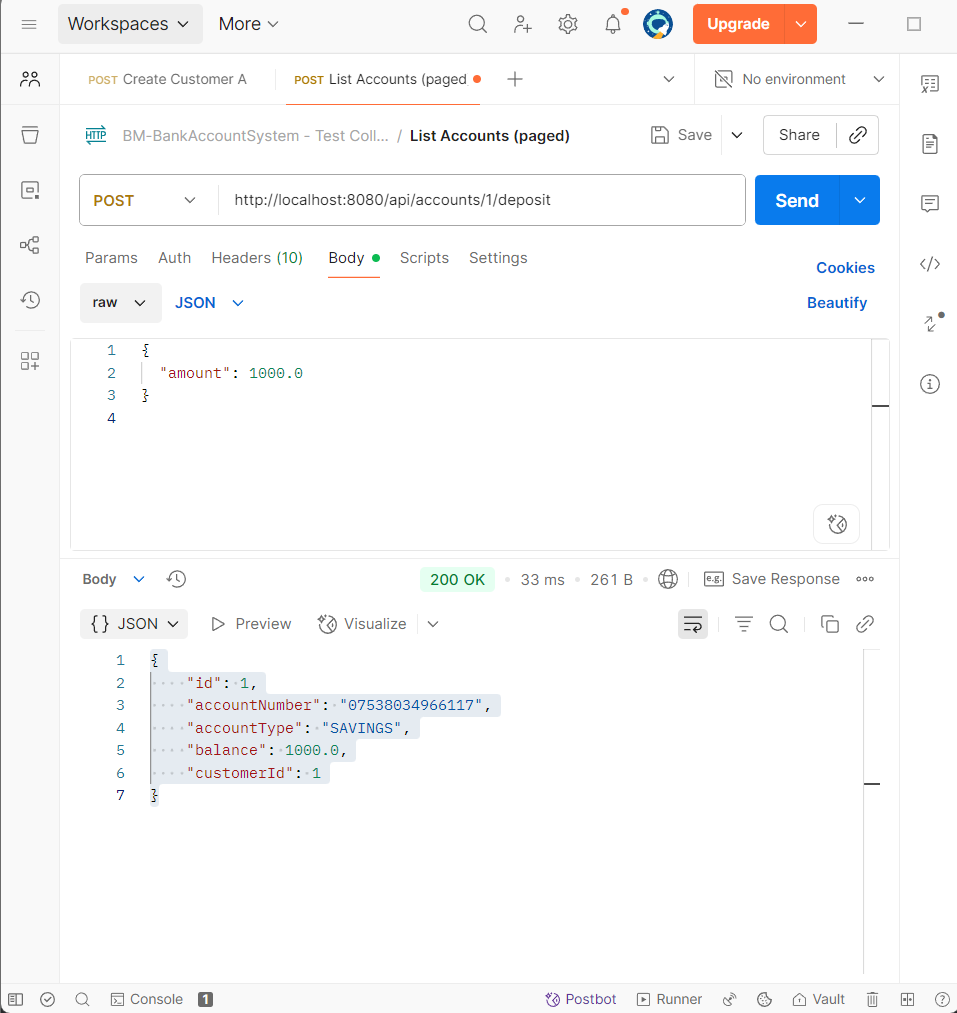 Workspaces More Upgrade
POST Create Customer A POST List Accounts (paged No environment
HTTP BM-BankAccountSystem - Test Coll... / List Accounts (paged) Save Share
POST http://localhost:8080/api/accounts/1/deposit Send
Params Auth Headers (10) Body Scripts Settings Cookies
raw JSON Beautify
1 {
2 "amount": 1000.0
3 }
4
Body 200 OK 33 ms 261 B e.g. Save Response
{} JSON Preview Visualize
1 {
2 "id": 1,
3 "accountNumber": "07538034966117",
4 "accountType": "SAVINGS",
5 "balance": 1000.0,
6 "customerId": 1
7 }
Console 1 Postbot Runner Vault